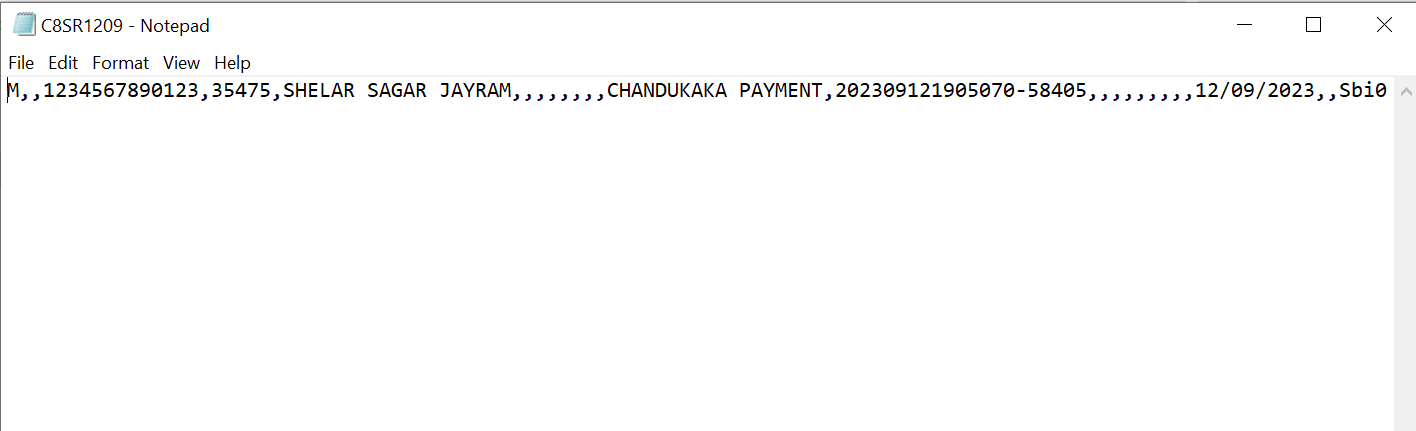 C8SR1209 - Notepad
File Edit Format View Help
M,,1234567890123,35475,SHELAR SAGAR JAYRAM,,,,,,,,CHANDUKAKA PAYMENT,202309121905070-58405,,,,,,,,,12/09/2023,,Sbi0